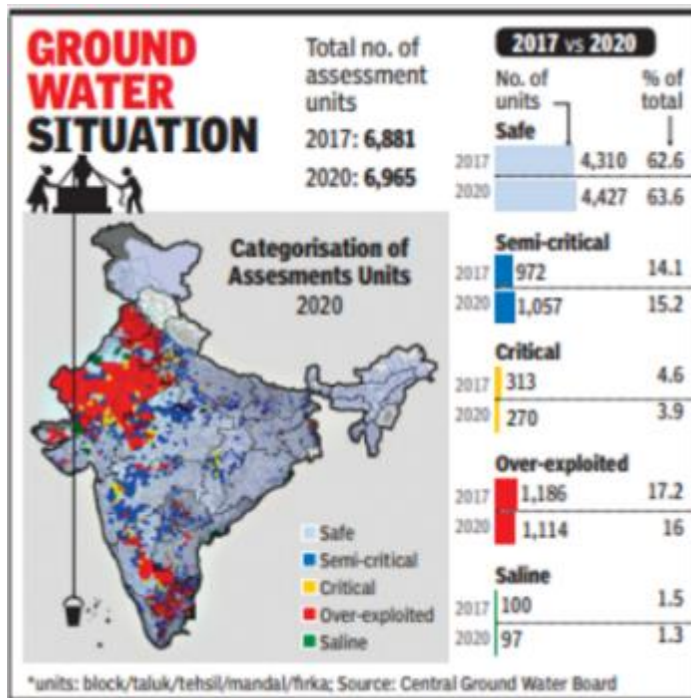 GROUND
WATER
SITUATION
Total no. of
assessment
units
2017: 6,881
2020: 6,965
2017 vs 2020
No. of
units
% of
total
Safe
2017 4,310 62.6
2020 4,427 63.6
Semi-critical
2017 972 14.1
2020 1,057 15.2
Critical
2017 313 4.6
2020 270 3.9
Over-exploited
2017 1,186 17.2
2020 1,114 16
Saline
2017 100 1.5
2020 97 1.3
Categorisation of
Assesments Units
2020
Safe
Semi-critical
Critical
Over-exploited
Saline
*units: block/taluk/tehsil/mandal/firka; Source: Central Ground Water Board